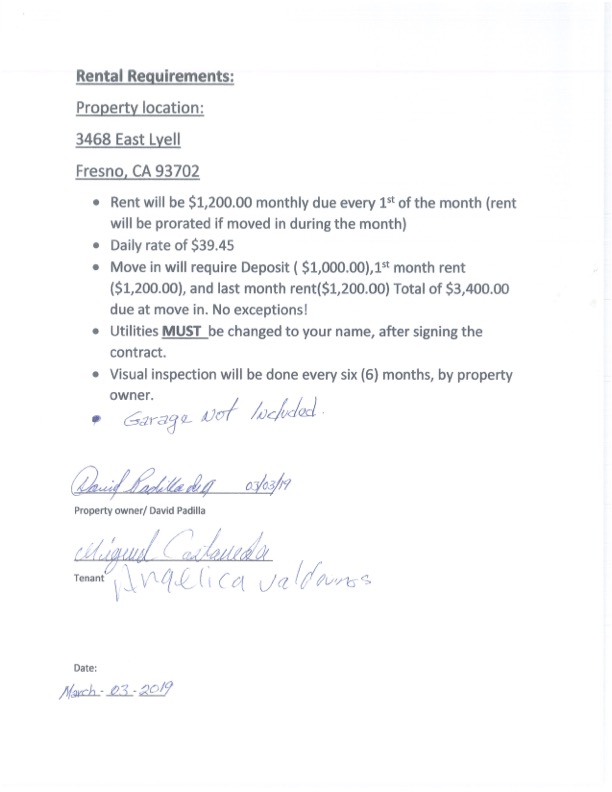 Rental Requirements:
Property location:
3468 East Lyell
Fresno, CA 93702
• Rent will be $1,200.00 monthly due every 1st of the month (rent
will be prorated if moved in during the month)
• Daily rate of $39.45
• Move in will require Deposit ( $1,000.00),1st month rent
($1,200.00), and last month rent($1,200.00) Total of $3,400.00
due at move in. No exceptions!
• Utilities MUST be changed to your name, after signing the
contract.
• Visual inspection will be done every six (6) months, by property
owner.
• Garage Not Included.
David Padilla 03/03/19
Property owner/ David Padilla
Miguel Castaneda
Tenant Angelica Valdovinos
Date:
March-03-2019